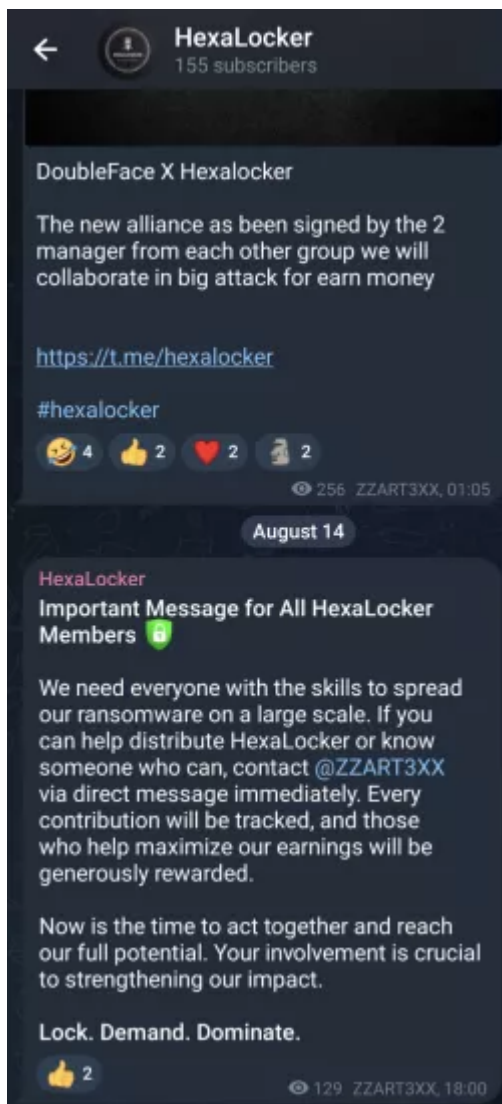 HexaLocker
155 subscribers
DoubleFace X Hexalocker
The new alliance as been signed by the 2
manager from each other group we will
collaborate in big attack for earn money
https://t.me/hexalocker
#hexalocker
4 2 2 2
256 ZZART3XX, 01:05
August 14
HexaLocker
Important Message for All HexaLocker
Members
We need everyone with the skills to spread
our ransomware on a large scale. If you
can help distribute HexaLocker or know
someone who can, contact @ZZART3XX
via direct message immediately. Every
contribution will be tracked, and those
who help maximize our earnings will be
generously rewarded.
Now is the time to act together and reach
our full potential. Your involvement is crucial
to strengthening our impact.
Lock. Demand. Dominate.
2
129 ZZART3XX, 18:00